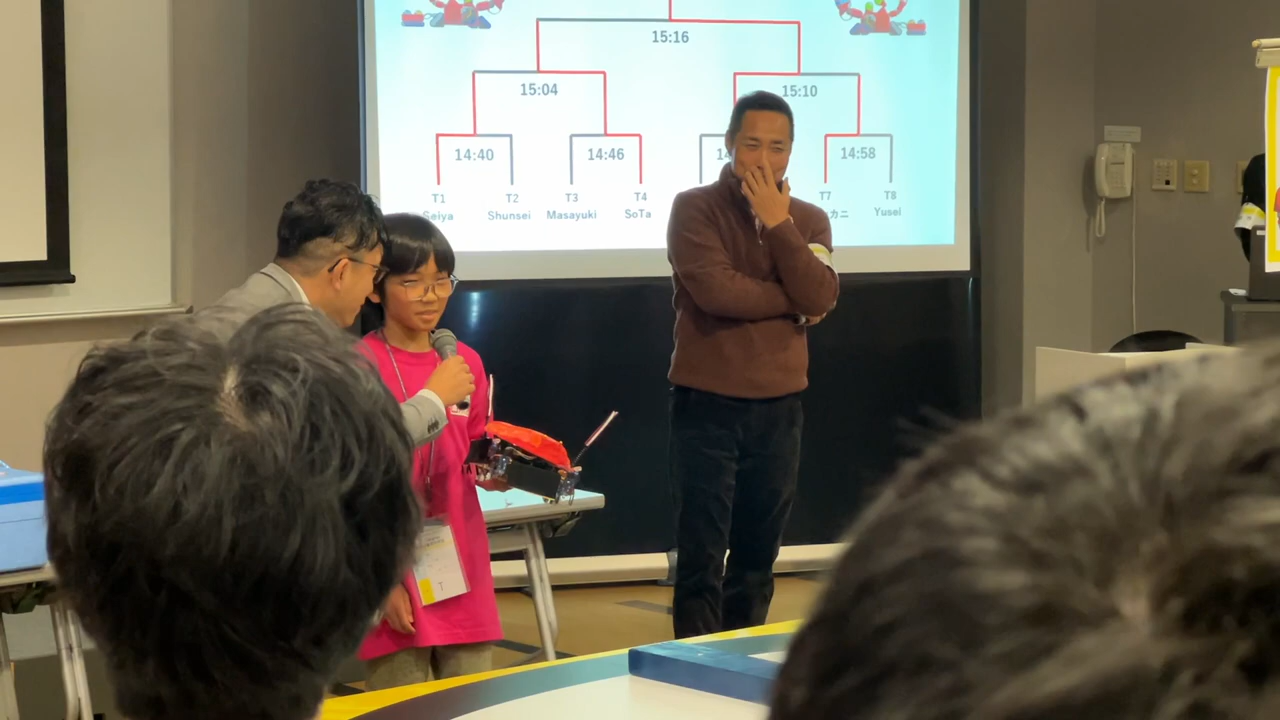 15:16
15:04 15:10
14:40 14:46 14:58
T1 T2 T3 T4 T7 T8
Seiya Shunsei Masayuki SoTa カニ Yusei